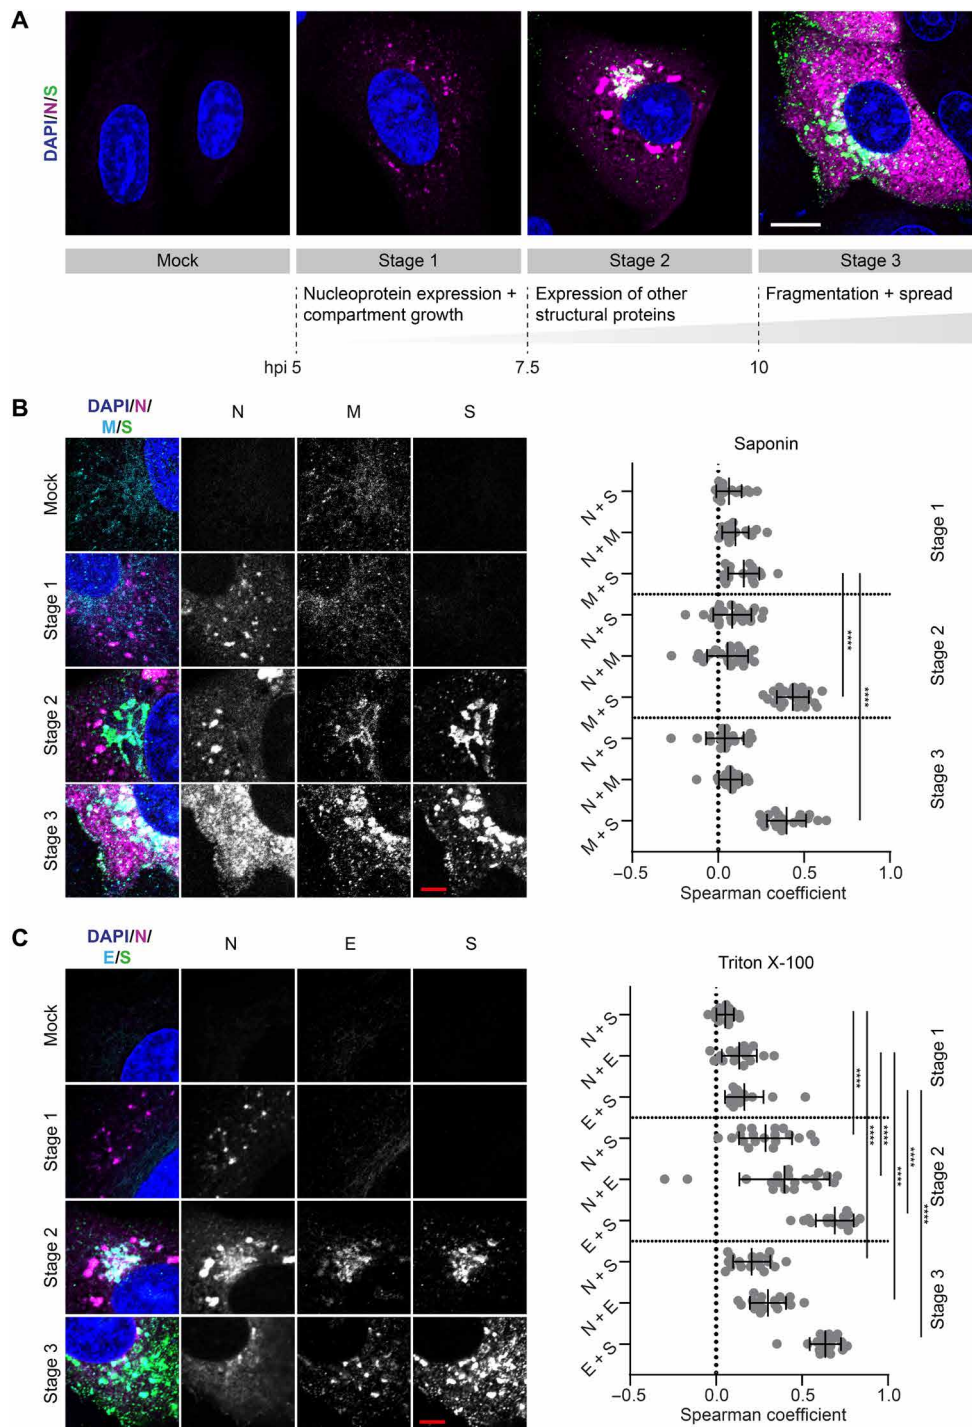 A
DAPI/N/S
Mock
Stage 1
Stage 2
Stage 3
Nucleoprotein expression +
compartment growth
Expression of other
structural proteins
Fragmentation + spread
hpi 5
7.5
10
B
DAPI/N/
M/S
N
M
S
Mock
Stage 1
Stage 2
Stage 3
Saponin
N + S
N + M
M + S
N + S
N + M
M + S
N + S
N + M
M + S
Stage 1
Stage 2
Stage 3
****
****
−0.5
0.0
0.5
1.0
Spearman coefficient
C
DAPI/N/
E/S
N
E
S
Mock
Stage 1
Stage 2
Stage 3
Triton X-100
N + S
N + E
E + S
N + S
N + E
E + S
N + S
N + E
E + S
Stage 1
Stage 2
Stage 3
****
****
****
****
****
****
−0.5
0.0
0.5
1.0
Spearman coefficient